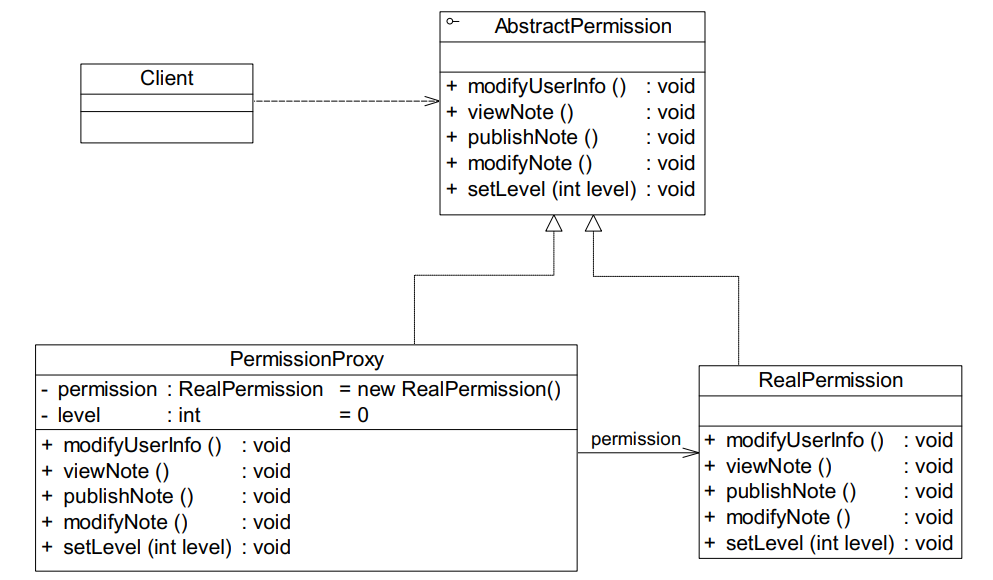 AbstractPermission
+ modifyUserInfo () : void
+ viewNote () : void
+ publishNote () : void
+ modifyNote () : void
+ setLevel (int level) : void
Client
PermissionProxy
- permission : RealPermission = new RealPermission()
- level : int = 0
+ modifyUserInfo () : void
+ viewNote () : void
+ publishNote () : void
+ modifyNote () : void
+ setLevel (int level) : void
permission
RealPermission
+ modifyUserInfo () : void
+ viewNote () : void
+ publishNote () : void
+ modifyNote () : void
+ setLevel (int level) : void